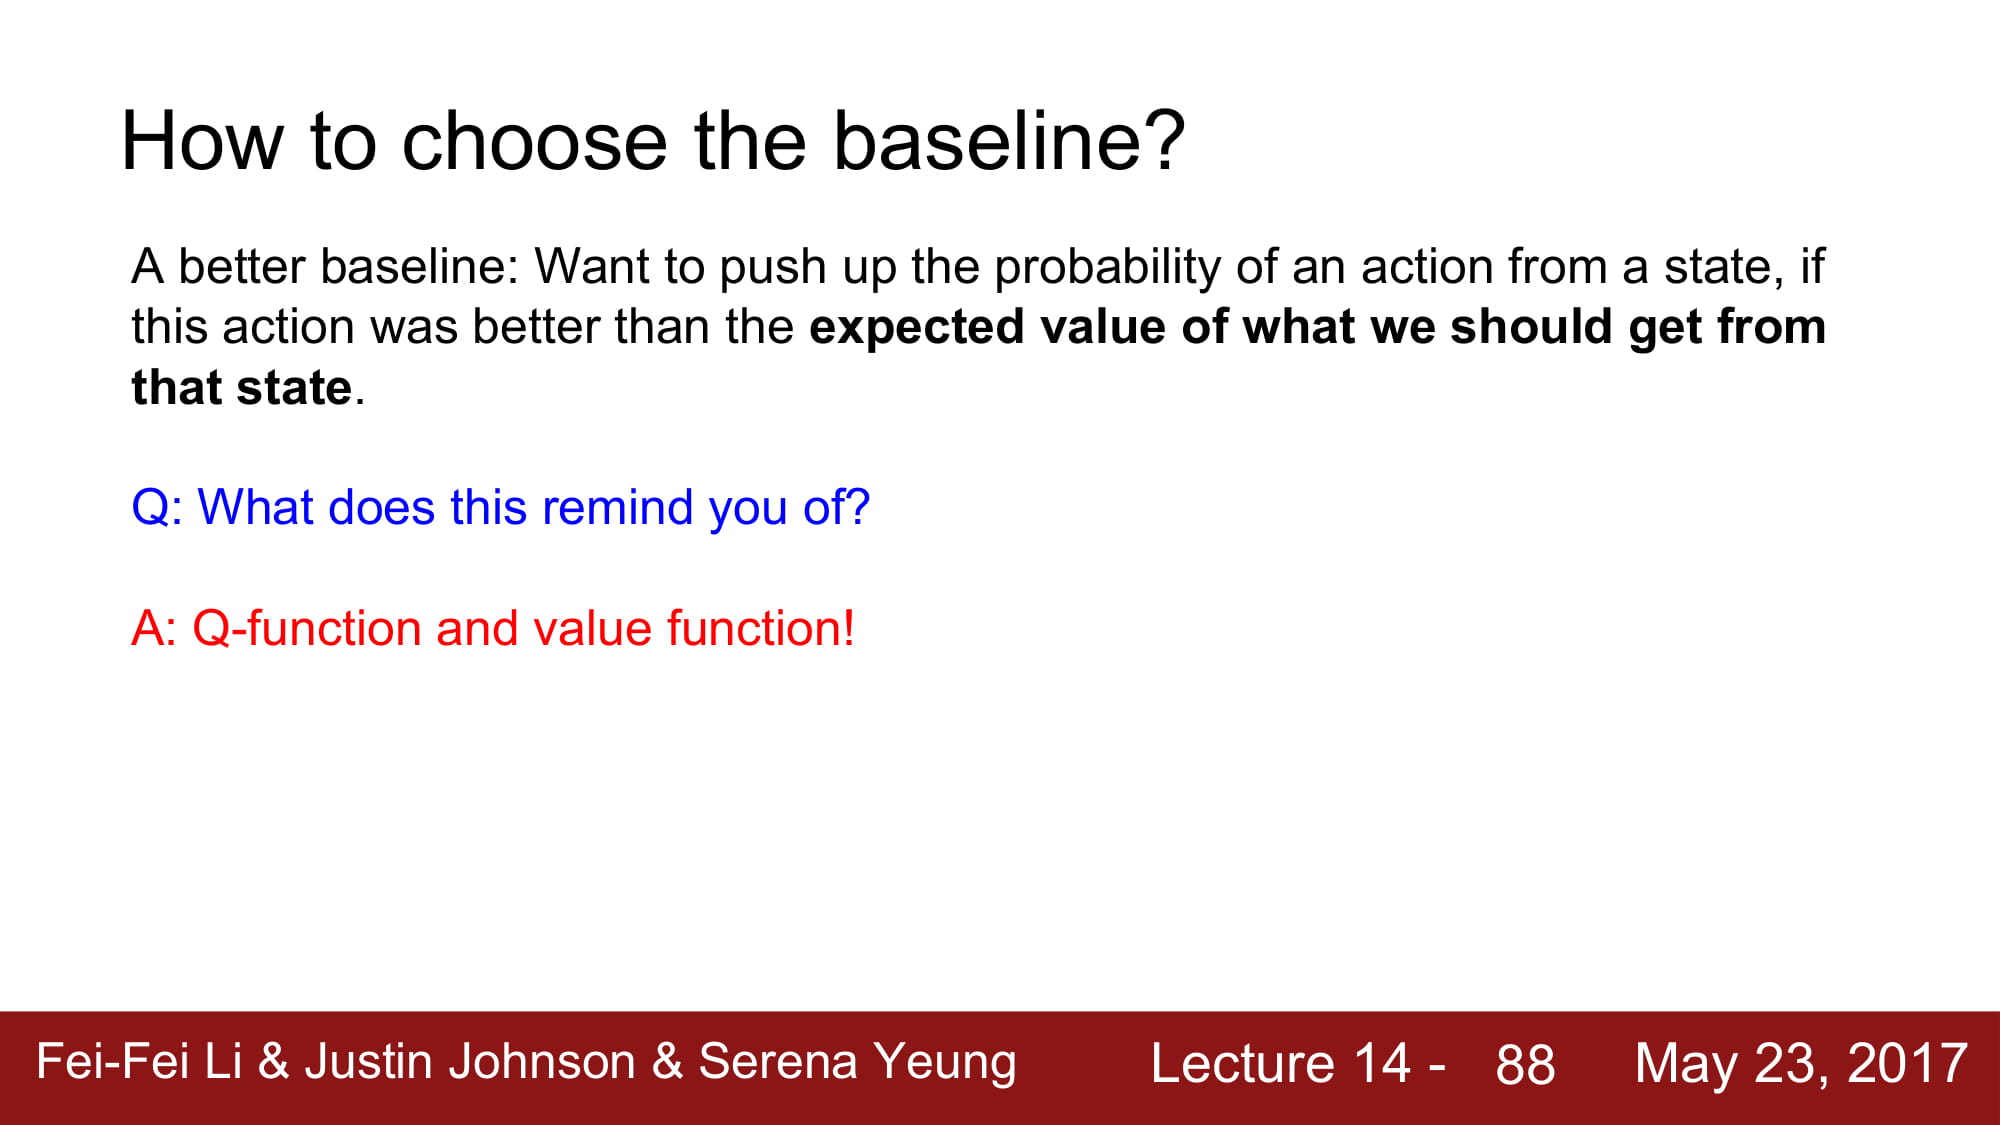 How to choose the baseline?
A better baseline: Want to push up the probability of an action from a state, if
this action was better than the expected value of what we should get from
that state.
Q: What does this remind you of?
A: Q-function and value function!
Fei-Fei Li & Justin Johnson & Serena Yeung Lecture 14 - 88 May 23, 2017